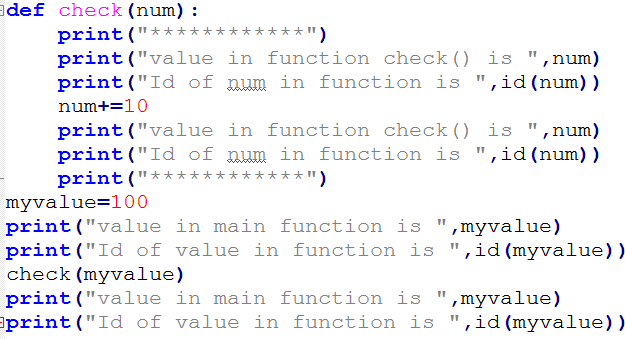 def check(num):
    print("************")
    print("value in function check() is ",num)
    print("Id of num in function is ",id(num))
    num+=10
    print("value in function check() is ",num)
    print("Id of num in function is ",id(num))
    print("************")
myvalue=100
print("value in main function is ",myvalue)
print("Id of value in function is ",id(myvalue))
check(myvalue)
print("value in main function is ",myvalue)
print("Id of value in function is ",id(myvalue))